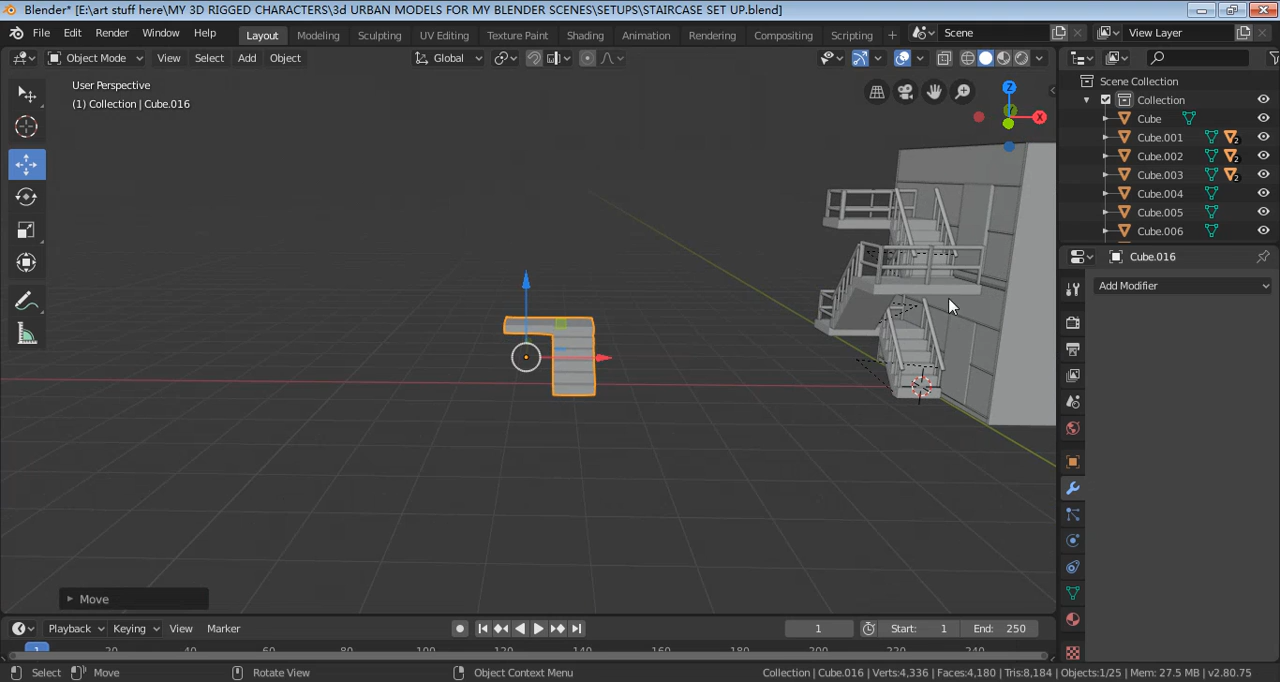 Blender* [E:\art stuff here\MY 3D RIGGED CHARACTERS\3d URBAN MODELS FOR MY BLENDER SCENES\SETUPS\STAIRCASE SET UP.blend]
File Edit Render Window Help Layout Modeling Sculpting UV Editing Texture Paint Shading Animation Rendering Compositing Scripting + Scene View Layer
Object Mode View Select Add Object Global
User Perspective
(1) Collection | Cube.016
Z
X
Scene Collection
Collection
Cube
Cube.001 2
Cube.002 2
Cube.003 2
Cube.004
Cube.005
Cube.006
Cube.016
Add Modifier
Move
Playback Keying View Marker 1 Start: 1 End: 250
1 20 40 60 80 100 120 140 160 180 200 220 240
Select Move Rotate View Object Context Menu Collection | Cube.016 | Verts:4,336 | Faces:4,180 | Tris:8,184 | Objects:1/25 | Mem: 27.5 MB | v2.80.75